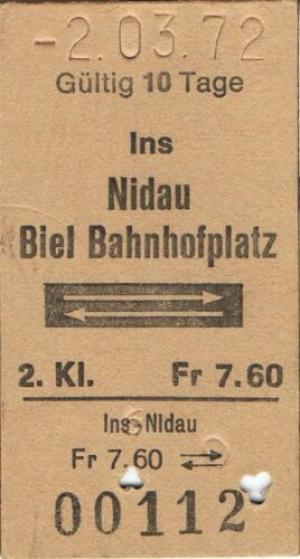 -2.03.72
Gültig 10 Tage
Ins
Nidau
Biel Bahnhofplatz
2. Kl. Fr 7.60
Ins-Nidau
Fr 7.60
00112